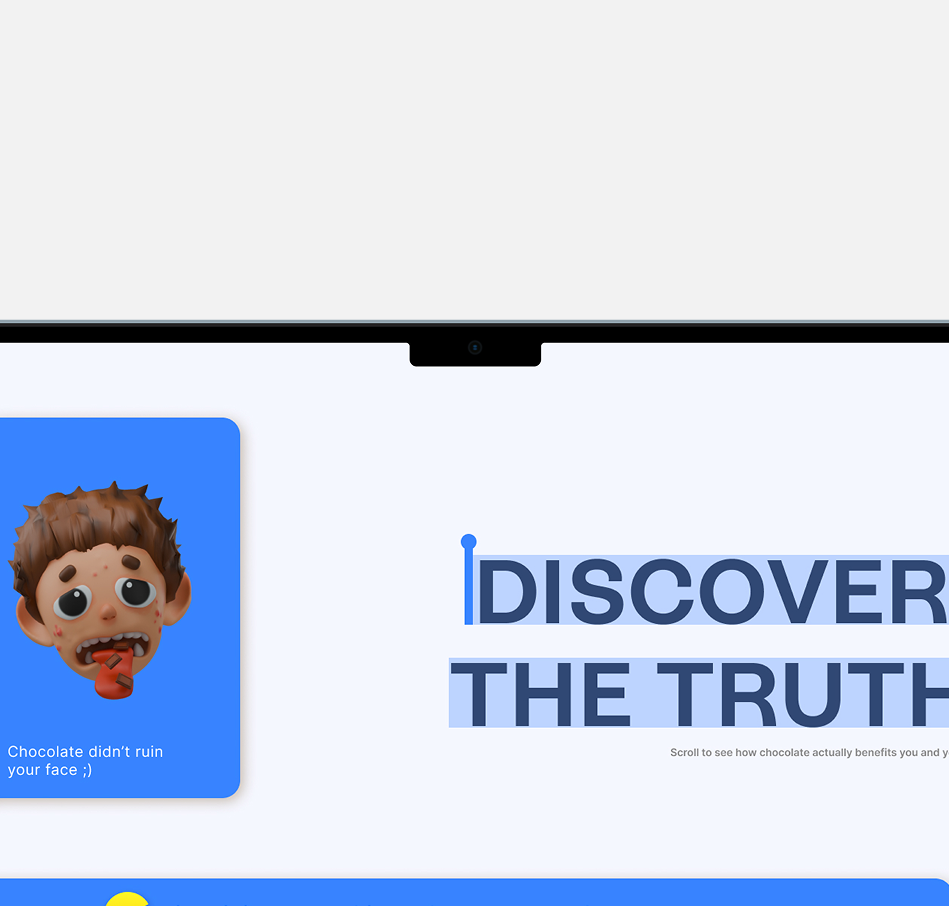 DISCOVER
THE TRUTH
Scroll to see how chocolate actually benefits you and
Chocolate didn’t ruin
your face ;)